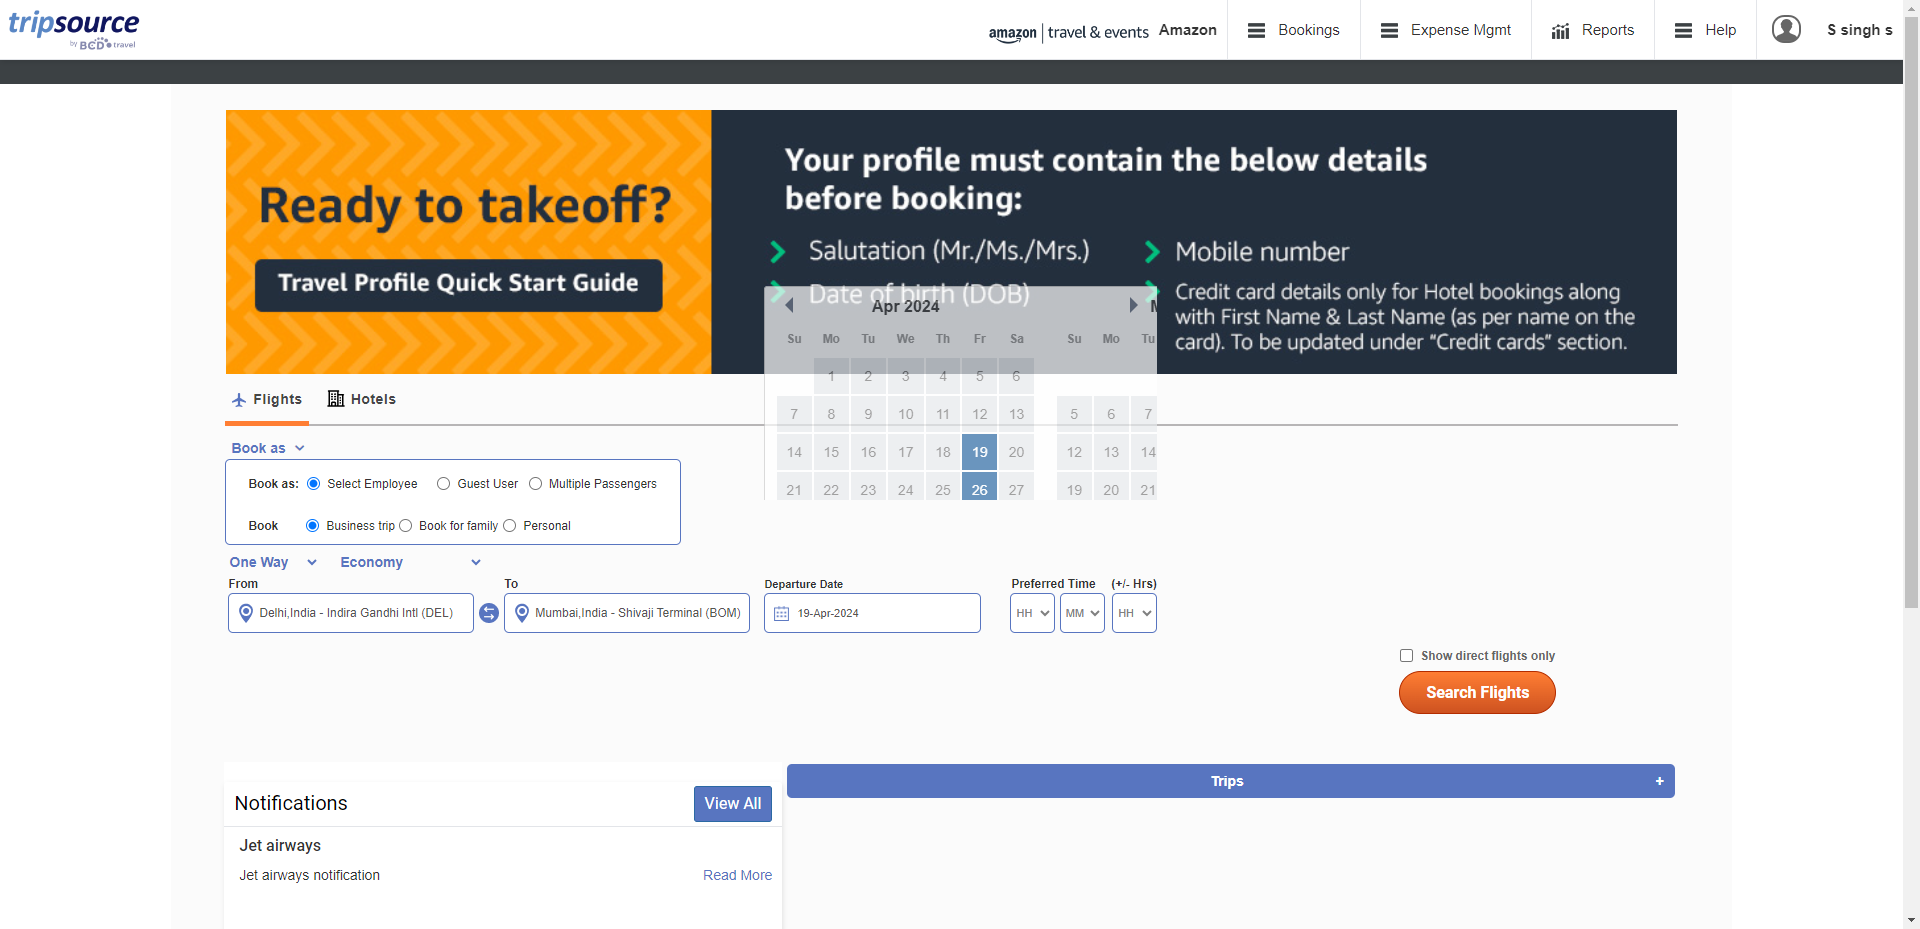 tripsource
by BCD travel
amazon | travel & events Amazon
Bookings
Expense Mgmt
Reports
Help
S singh s
Ready to takeoff?
Travel Profile Quick Start Guide
Your profile must contain the below details
before booking:
Salutation (Mr./Ms./Mrs.)
Date of birth (DOB)
Mobile number
Credit card details only for Hotel bookings along
with First Name & Last Name (as per name on the
card). To be updated under “Credit cards” section.
Apr 2024
Su Mo Tu We Th Fr Sa Su Mo Tu
1 2 3 4 5 6
7 8 9 10 11 12 13 5 6 7
14 15 16 17 18 19 20 12 13 14
21 22 23 24 25 26 27 19 20 21
Flights Hotels
Book as
Book as: Select Employee Guest User Multiple Passengers
Book Business trip Book for family Personal
One Way Economy
From To Departure Date Preferred Time (+/- Hrs)
Delhi,India - Indira Gandhi Intl (DEL) Mumbai,India - Shivaji Terminal (BOM) 19-Apr-2024 HH MM HH
Show direct flights only
Search Flights
Trips +
Notifications View All
Jet airways
Jet airways notification Read More